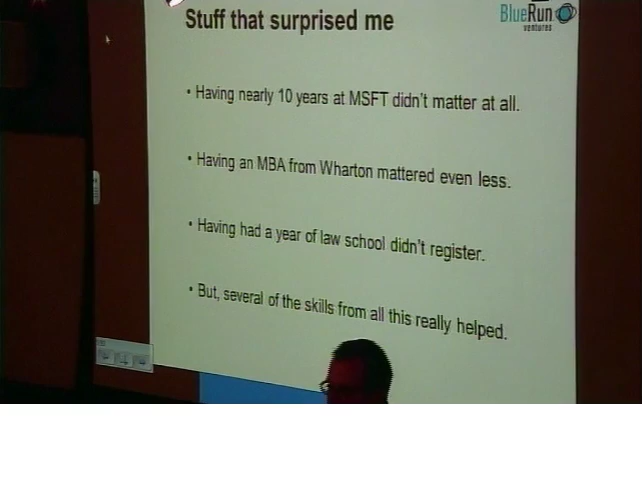 Stuff that surprised me
BlueRun
ventures
• Having nearly 10 years at MSFT didn't matter at all.
• Having an MBA from Wharton mattered even less.
• Having had a year of law school didn't register.
• But, several of the skills from all this really helped.